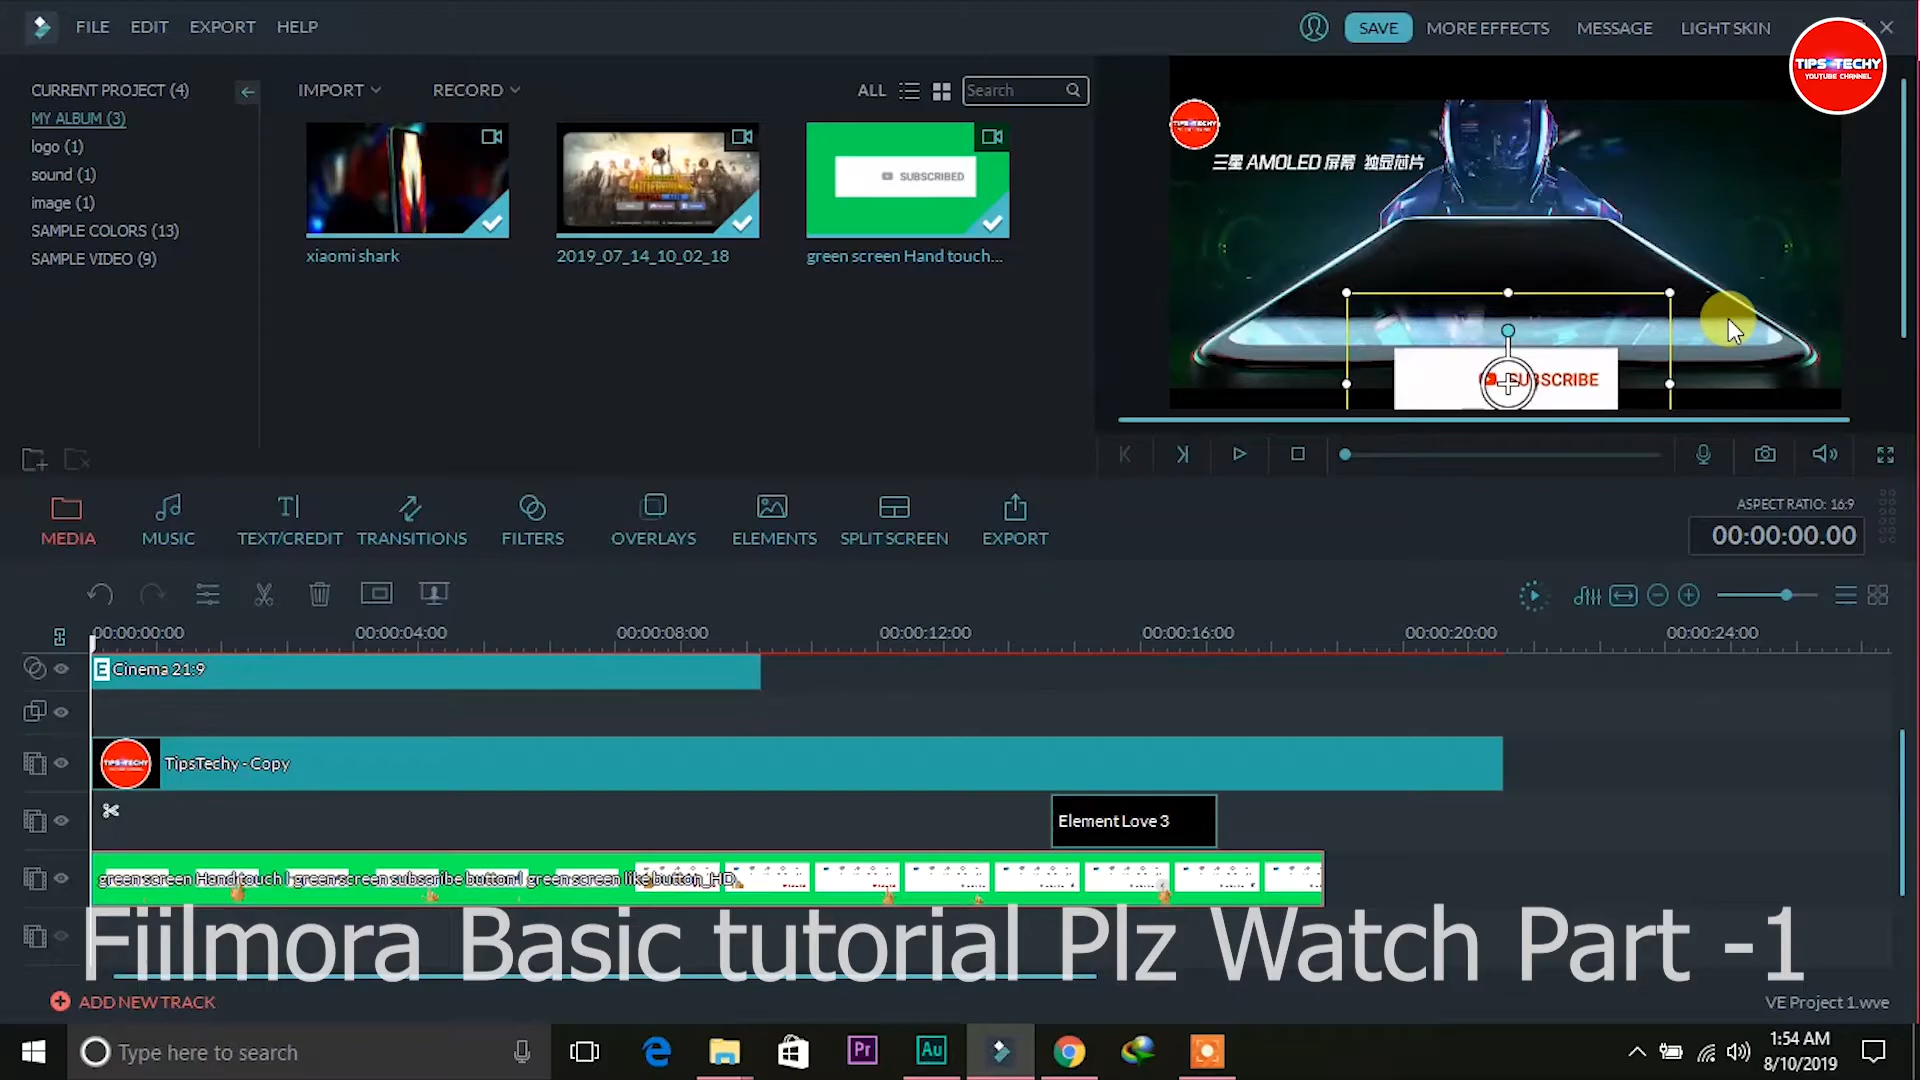 FILE EDIT EXPORT HELP
SAVE MORE EFFECTS MESSAGE LIGHT SKIN
TIPS TECHY
YOUTUBE CHANNEL
CURRENT PROJECT (4)
MY ALBUM (3)
logo (1)
sound (1)
image (1)
SAMPLE COLORS (13)
SAMPLE VIDEO (9)
IMPORT RECORD ALL Search
SUBSCRIBED
xiaomi shark 2019_07_14_10_02_18 green screen Hand touch...
TIPS TECHY
三星 AMOLED 屏幕 独显芯片
SUBSCRIBE
MEDIA MUSIC TEXT/CREDIT TRANSITIONS FILTERS OVERLAYS ELEMENTS SPLIT SCREEN EXPORT
ASPECT RATIO: 16:9
00:00:00.00
00:00:00:00 00:00:04:00 00:00:08:00 00:00:12:00 00:00:16:00 00:00:20:00 00:00:24:00
E Cinema 21:9
TIPS TECHY TipsTechy - Copy
Element Love 3
green screen Hand touch l green screen subscribe button l green screen like button_HD
Fiilmora Basic tutorial Plz Watch Part -1
ADD NEW TRACK
VE Project 1.wve
Type here to search
Pr
Au
1:54 AM
8/10/2019